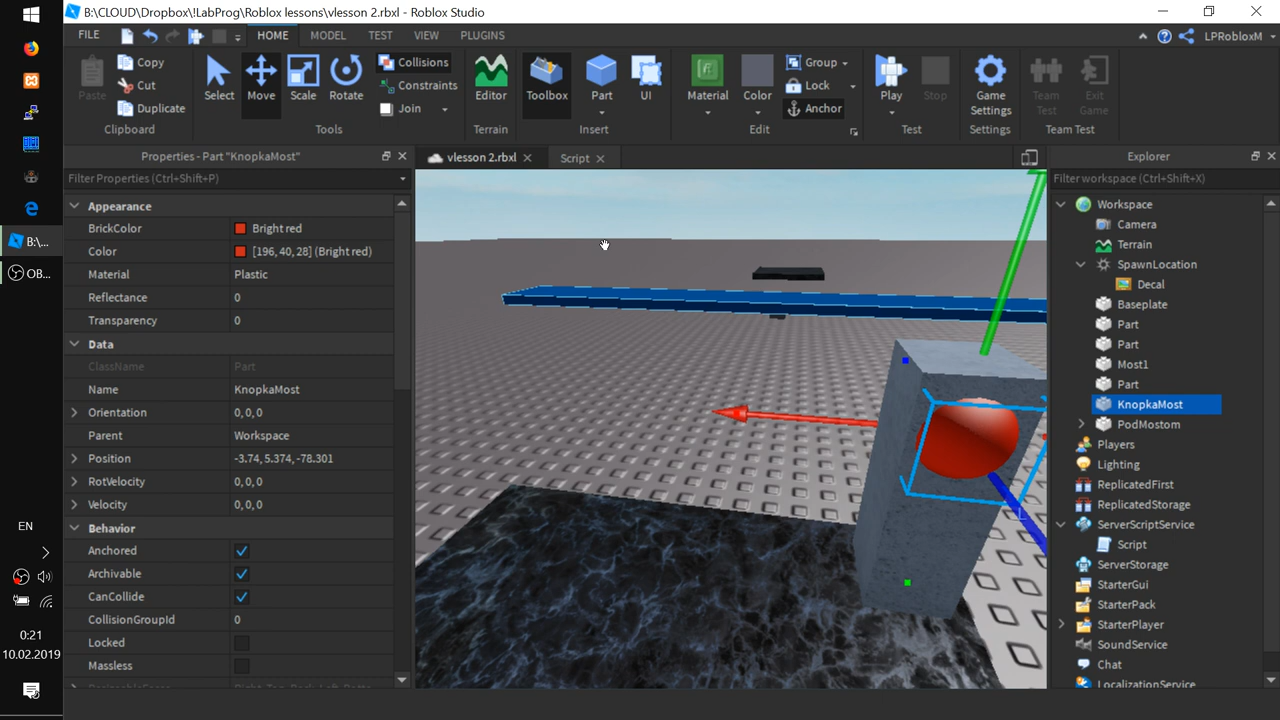 B:\CLOUD\Dropbox\!LabProg\Roblox lessons\vlesson 2.rbxl - Roblox Studio
FILE HOME MODEL TEST VIEW PLUGINS LPRobloxM
Paste Copy Cut Duplicate
Clipboard
Select Move Scale Rotate
Collisions
Constraints
Join
Tools
Editor
Terrain
Toolbox Part UI
Insert
Material Color
Group
Lock
Anchor
Edit
Play Stop
Test
Game Settings
Settings
Team Test Exit Game
Team Test
Properties - Part "KnopkaMost"
Filter Properties (Ctrl+Shift+P)
Appearance
BrickColor Bright red
Color [196, 40, 28] (Bright red)
Material Plastic
Reflectance 0
Transparency 0
Data
ClassName Part
Name KnopkaMost
Orientation 0, 0, 0
Parent Workspace
Position -3.74, 5.374, -78.301
RotVelocity 0, 0, 0
Velocity 0, 0, 0
Behavior
Anchored
Archivable
CanCollide
CollisionGroupId 0
Locked
Massless
vlesson 2.rbxl
Script
Explorer
Filter workspace (Ctrl+Shift+X)
Workspace
Camera
Terrain
SpawnLocation
Decal
Baseplate
Part
Part
Most1
Part
KnopkaMost
PodMostom
Players
Lighting
ReplicatedFirst
ReplicatedStorage
ServerScriptService
Script
ServerStorage
StarterGui
StarterPack
StarterPlayer
SoundService
Chat
LocalizationService
B:\...
OB...
EN
0:21
10.02.2019